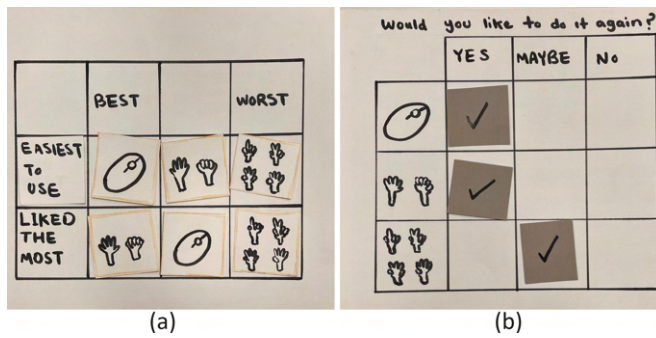 BEST
WORST
EASIEST
TO
USE
LIKED
THE
MOST
(a)
Would you like to do it again?
YES
MAYBE
NO
(b)